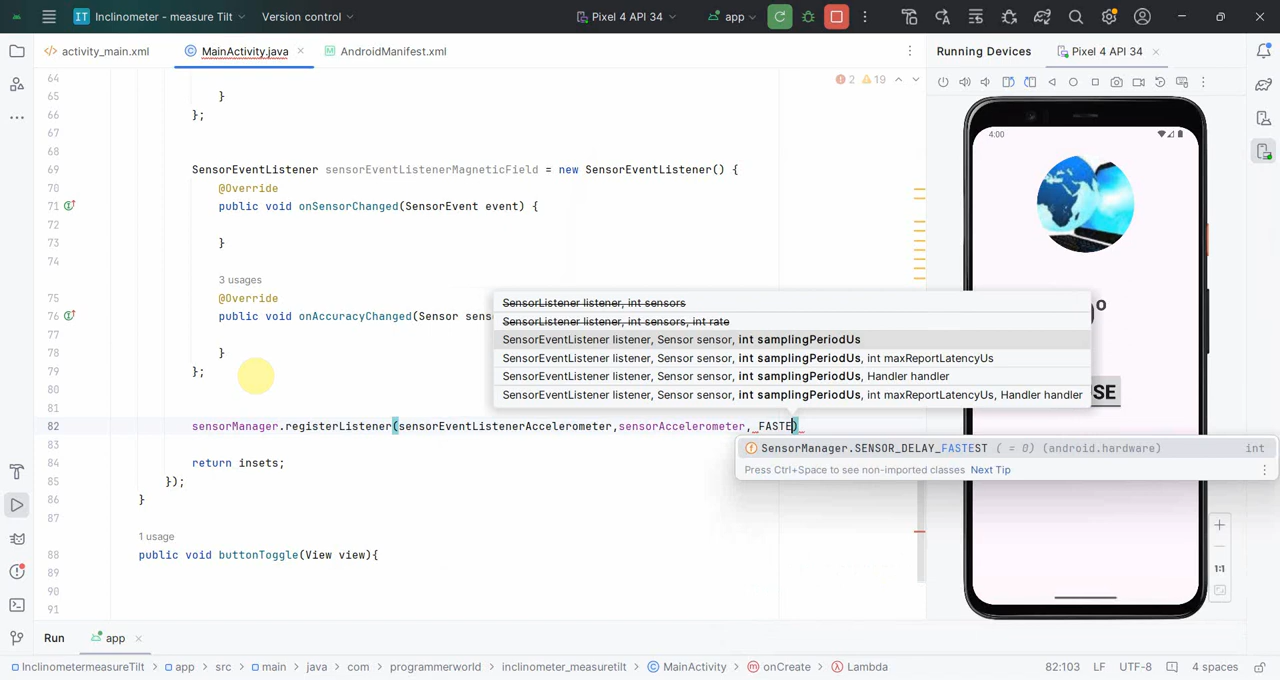 IT Inclinometer - measure Tilt Version control Pixel 4 API 34 app
activity_main.xml MainActivity.java AndroidManifest.xml Running Devices Pixel 4 API 34
2 19
64
65 }
66 };
67
68
69 SensorEventListener sensorEventListenerMagneticField = new SensorEventListener() {
70 @Override
71 public void onSensorChanged(SensorEvent event) {
72
73 }
74
3 usages
75 @Override
76 public void onAccuracyChanged(Sensor sens
77
78 }
79 };
80
81
82 sensorManager.registerListener(sensorEventListenerAccelerometer,sensorAccelerometer, FASTE)
83
84 return insets;
85 });
86 }
87
1 usage
88 public void buttonToggle(View view){
89
90
91
SensorListener listener, int sensors
SensorListener listener, int sensors, int rate
SensorEventListener listener, Sensor sensor, int samplingPeriodUs
SensorEventListener listener, Sensor sensor, int samplingPeriodUs, int maxReportLatencyUs
SensorEventListener listener, Sensor sensor, int samplingPeriodUs, Handler handler
SensorEventListener listener, Sensor sensor, int samplingPeriodUs, int maxReportLatencyUs, Handler handler
SensorManager.SENSOR_DELAY_FASTEST ( = 0) (android.hardware) int
Press Ctrl+Space to see non-imported classes Next Tip
4:00
o
SE
1:1
Run app
InclinometermeasureTilt app src main java com programmerworld inclinometer_measuretilt MainActivity onCreate Lambda 82:103 LF UTF-8 4 spaces